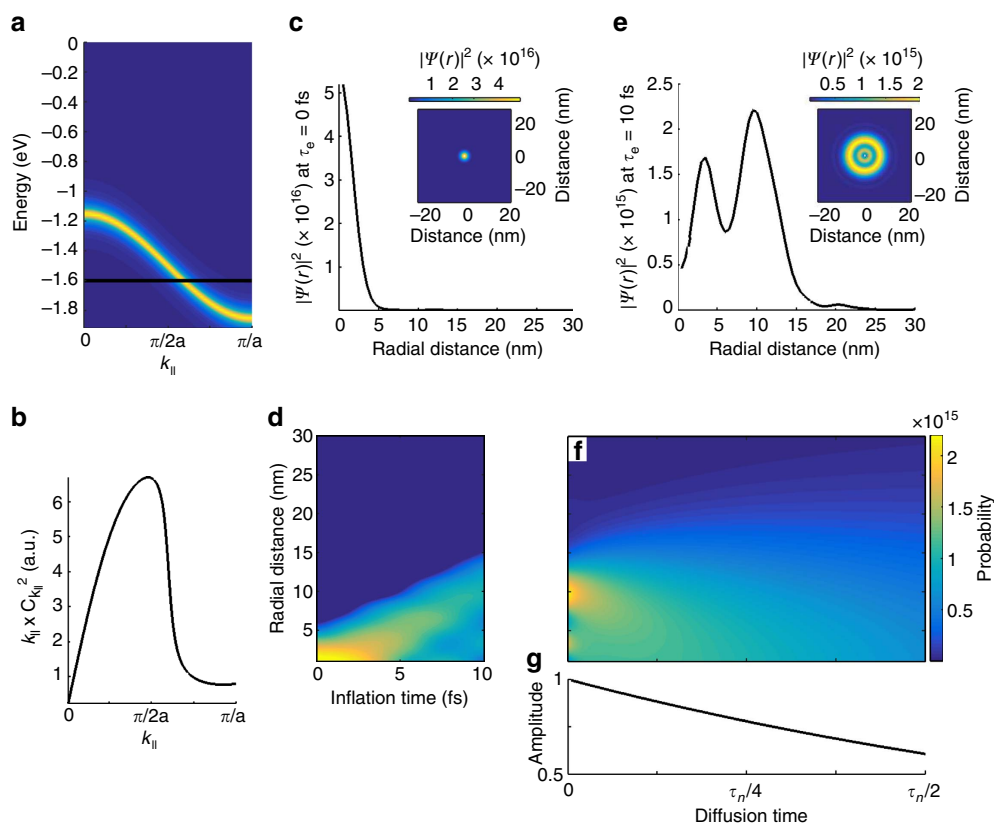 a
0
−0.2
−0.4
−0.6
−0.8
−1
−1.2
−1.4
−1.6
−1.8
Energy (eV)
0
π/2a
π/a
k||
b
6
5
4
3
2
1
k|| x Ck||2 (a.u.)
0
π/2a
π/a
k||
c
|Ψ(r)|2 (× 1016)
1 2 3 4
5
4
3
2
1
|Ψ(r)|2 (× 1016) at τe = 0 fs
20
0
−20
Distance (nm)
−20 0 20
Distance (nm)
0 5 10 15 20 25 30
Radial distance (nm)
d
30
25
20
15
10
5
Radial distance (nm)
0 5 10
Inflation time (fs)
e
|Ψ(r)|2 (× 1015)
0.5 1 1.5 2
2.5
2
1.5
1
0.5
0
|Ψ(r)|2 (× 1015) at τe = 10 fs
20
0
−20
Distance (nm)
−20 0 20
Distance (nm)
0 5 10 15 20 25 30
Radial distance (nm)
f
×1015
2
1.5
1
0.5
Probability
g
1
0.5
Amplitude
0
τn/4
τn/2
Diffusion time